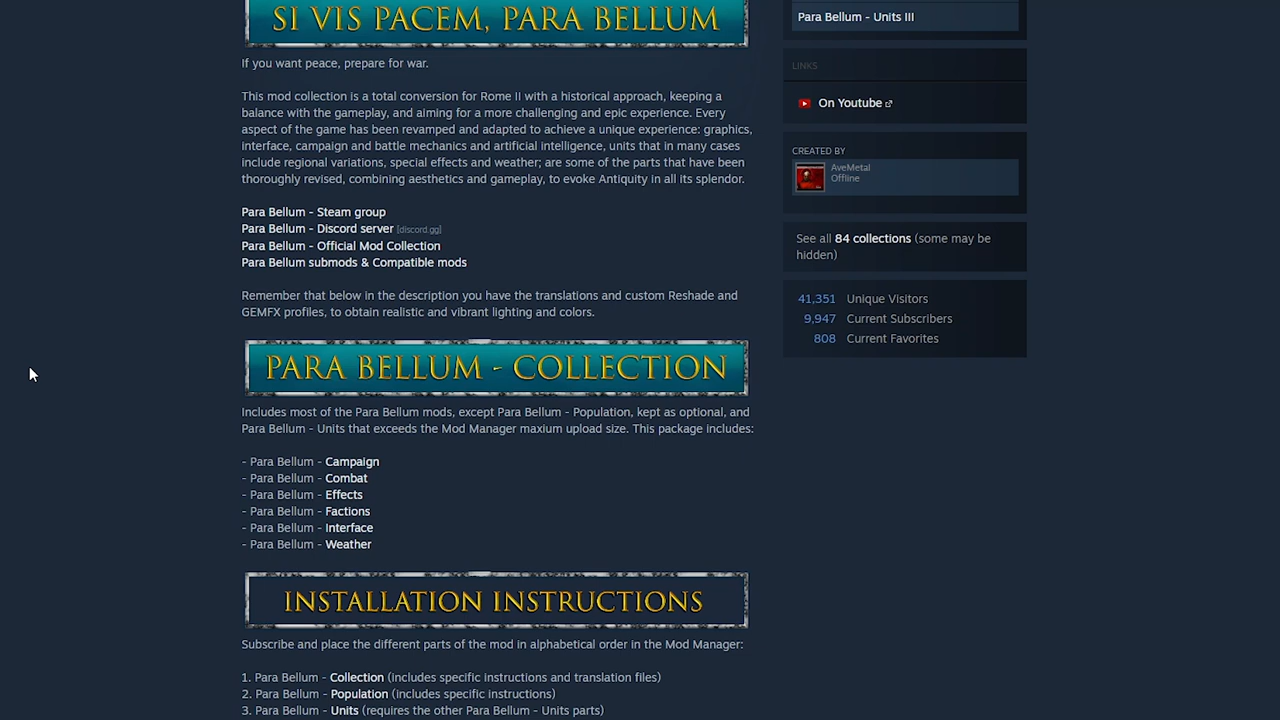 SI VIS PACEM, PARA BELLUM
If you want peace, prepare for war.
This mod collection is a total conversion for Rome II with a historical approach, keeping a
balance with the gameplay, and aiming for a more challenging and epic experience. Every
aspect of the game has been revamped and adapted to achieve a unique experience: graphics,
interface, campaign and battle mechanics and artificial intelligence, units that in many cases
include regional variations, special effects and weather; are some of the parts that have been
thoroughly revised, combining aesthetics and gameplay, to evoke Antiquity in all its splendor.
Para Bellum - Steam group
Para Bellum - Discord server [discord.gg]
Para Bellum - Official Mod Collection
Para Bellum submods & Compatible mods
Remember that below in the description you have the translations and custom Reshade and
GEMFX profiles, to obtain realistic and vibrant lighting and colors.
PARA BELLUM - COLLECTION
Includes most of the Para Bellum mods, except Para Bellum - Population, kept as optional, and
Para Bellum - Units that exceeds the Mod Manager maxium upload size. This package includes:
- Para Bellum - Campaign
- Para Bellum - Combat
- Para Bellum - Effects
- Para Bellum - Factions
- Para Bellum - Interface
- Para Bellum - Weather
INSTALLATION INSTRUCTIONS
Subscribe and place the different parts of the mod in alphabetical order in the Mod Manager:
1. Para Bellum - Collection (includes specific instructions and translation files)
2. Para Bellum - Population (includes specific instructions)
3. Para Bellum - Units (requires the other Para Bellum - Units parts)
Para Bellum - Units III
LINKS
On Youtube
CREATED BY
AveMetal
Offline
See all 84 collections (some may be
hidden)
41,351 Unique Visitors
9,947 Current Subscribers
808 Current Favorites